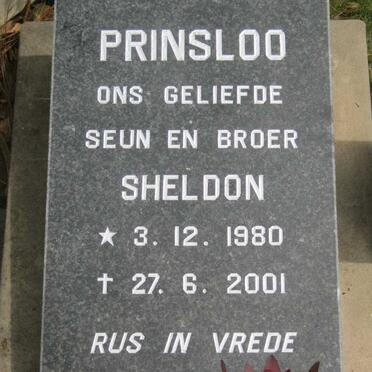 PRINSLOO
ONS GELIEFDE
SEUN EN BROER
SHELDON
★ 3. 12. 1980
† 27. 6. 2001
RUS IN VREDE